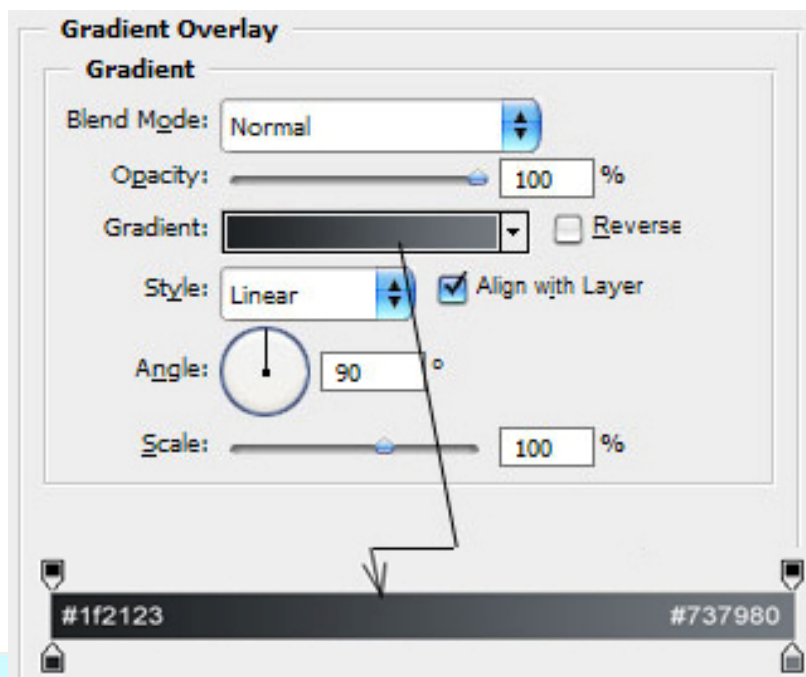 Gradient Overlay
Gradient
Blend Mode: Normal
Opacity: 100 %
Gradient: Reverse
Style: Linear Align with Layer
Angle: 90 °
Scale: 100 %
#1f2123 #737980